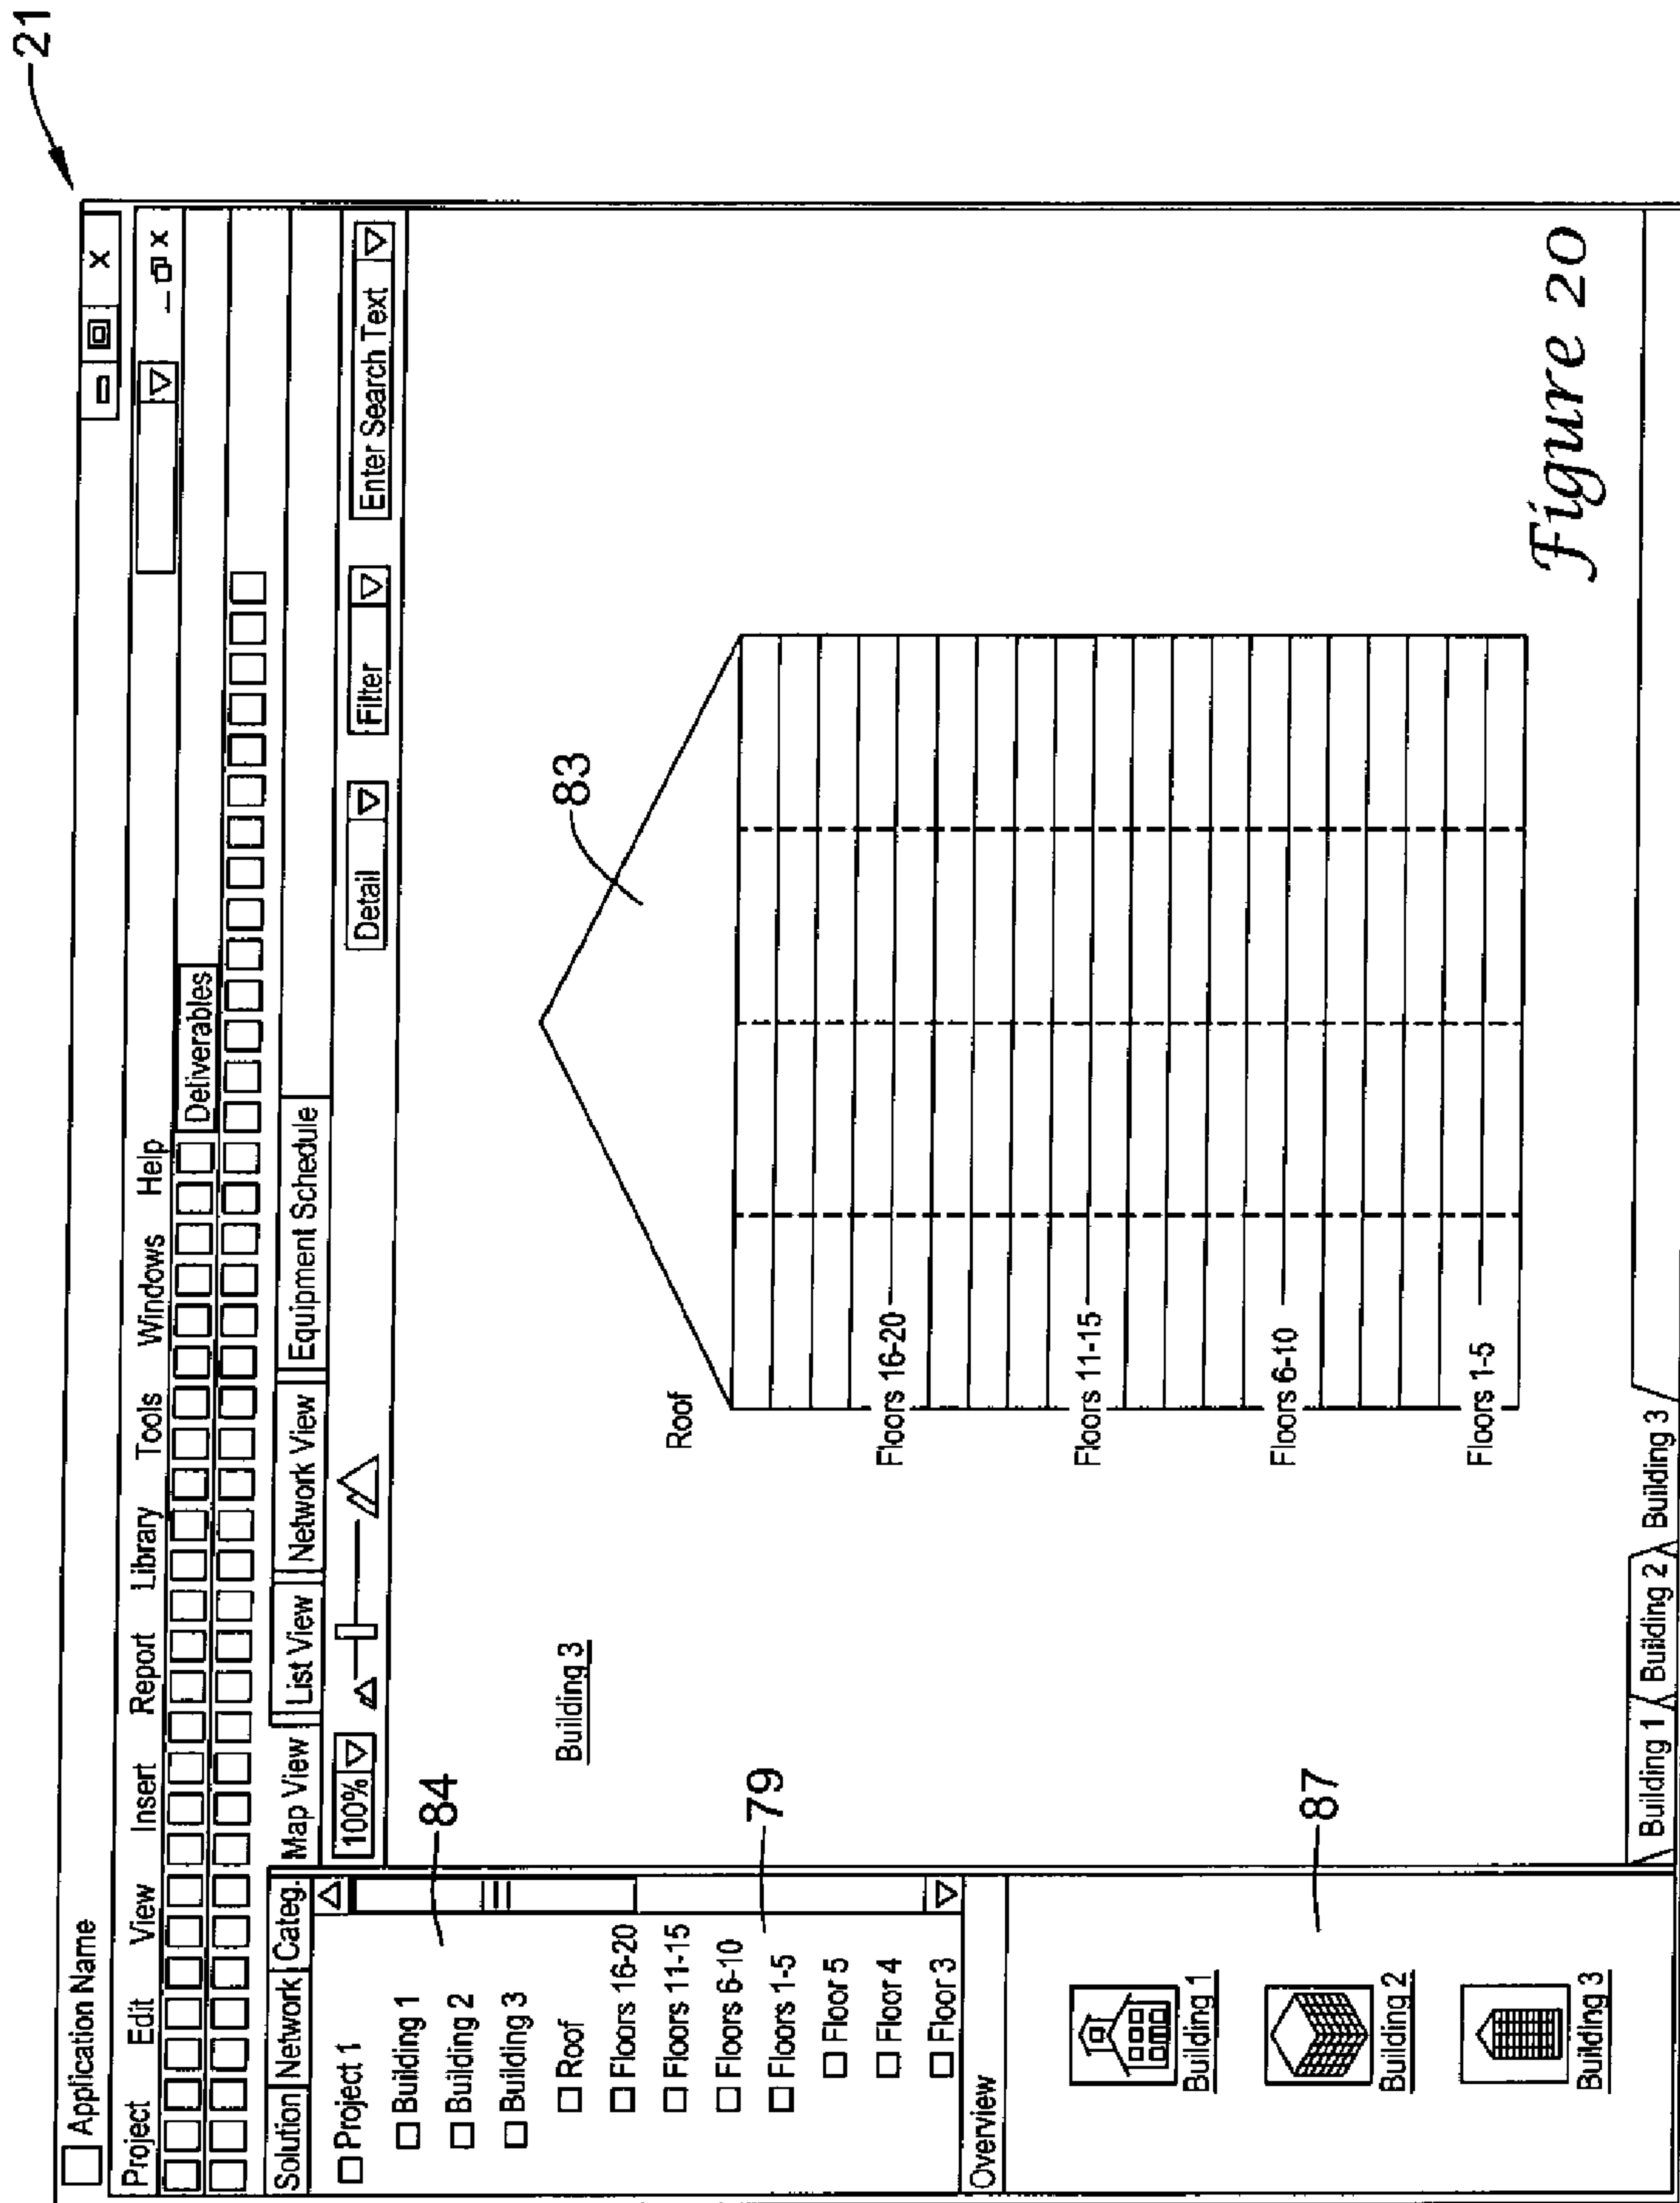 21
Application Name
Project Edit View Insert Report Library Tools Windows Help
Deliverables
Solution Network Categ. Map View List View Network View Equipment Schedule
100% Detail Filter Enter Search Text
Project 1
Building 1
Building 2
Building 3
Roof
Floors 16-20
Floors 11-15
Floors 6-10
Floors 1-5
Floor 5
Floor 4
Floor 3
84
79
Overview
Building 1
Building 2
Building 3
87
Building 3
83
Roof
Floors 16-20
Floors 11-15
Floors 6-10
Floors 1-5
Building 1 Building 2 Building 3
Figure 20